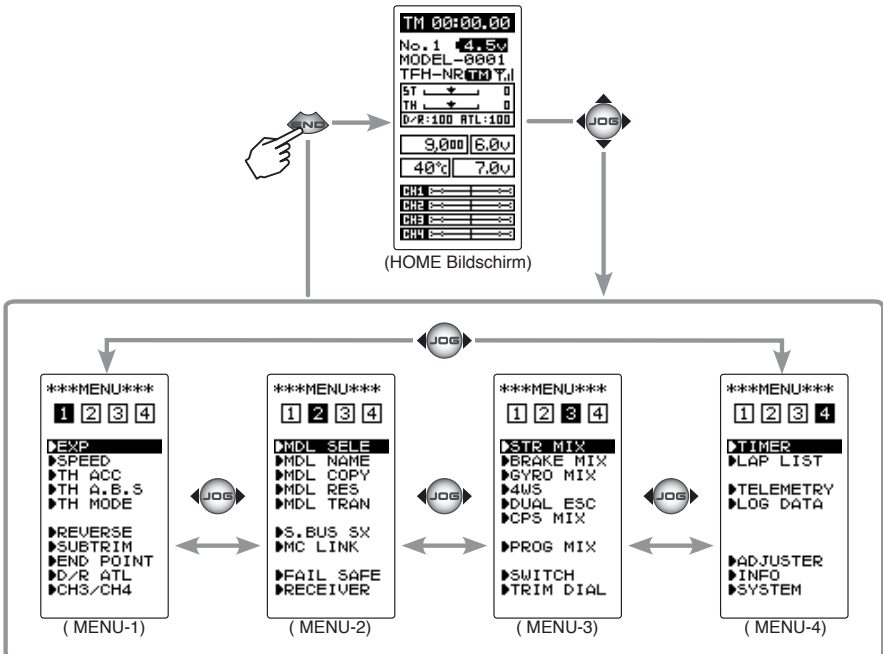 TM 00:00.00
No.1 4.5v
MODEL-0001
TFH-NR TM
ST 0
TH 0
D/R:100 ATL:100
9,000 6.0v
40°C 7.0v
CH1
CH2
CH3
CH4
(HOME Bildschirm)
END
JOG
JOG
***MENU***
1 2 3 4
EXP
SPEED
TH ACC
TH A.B.S
TH MODE
REVERSE
SUBTRIM
END POINT
D/R ATL
CH3/CH4
( MENU-1)
JOG
***MENU***
1 2 3 4
MDL SELE
MDL NAME
MDL COPY
MDL RES
MDL TRAN
S.BUS SX
MC LINK
FAIL SAFE
RECEIVER
( MENU-2)
JOG
***MENU***
1 2 3 4
STR MIX
BRAKE MIX
GYRO MIX
4WS
DUAL ESC
CPS MIX
PROG MIX
SWITCH
TRIM DIAL
( MENU-3)
JOG
***MENU***
1 2 3 4
TIMER
LAP LIST
TELEMETRY
LOG DATA
ADJUSTER
INFO
SYSTEM
( MENU-4)